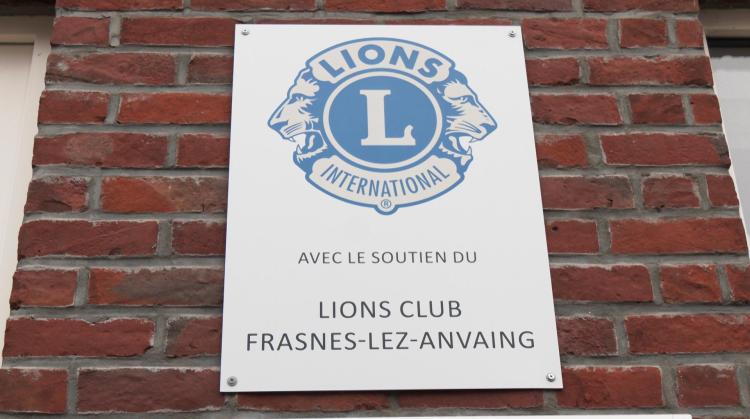 LIONS
L
INTERNATIONAL
®
AVEC LE SOUTIEN DU
LIONS CLUB
FRASNES-LEZ-ANVAING